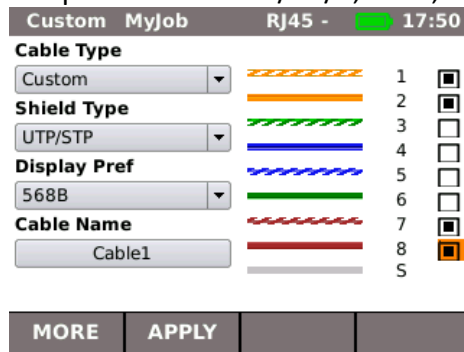 Custom MyJob RJ45 - 17:50
Cable Type
Custom
1
2
Shield Type
3
UTP/STP
4
Display Pref
5
568B
6
Cable Name
7
Cable1
8
S
MORE APPLY